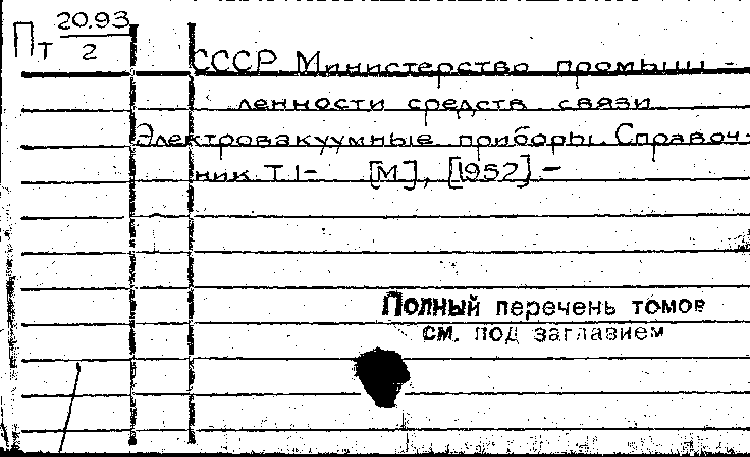 Пт 20.93
2
СССР Министерство промыш-
ленности средств связи
Электровакуумные приборы. Справоч-
ник. Т. 1- [М], [1952] -
Полный перечень томов
см. под заглавием